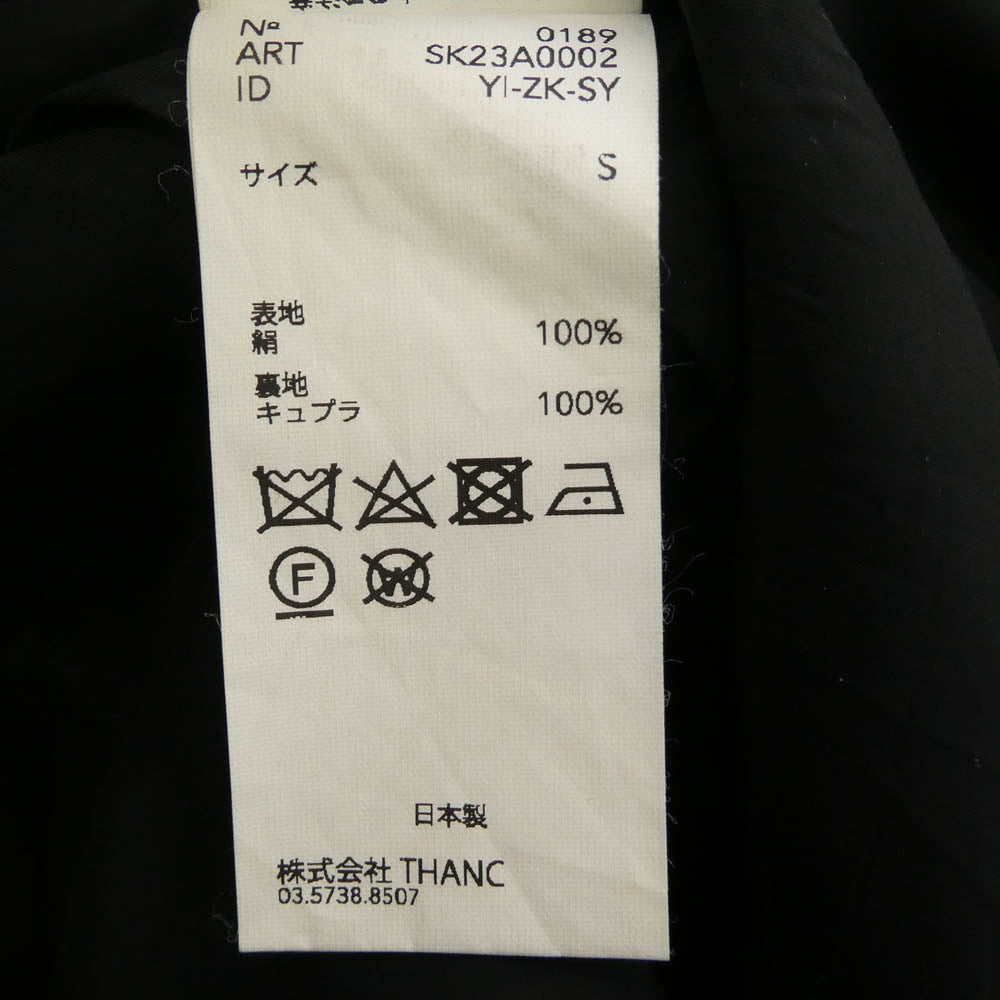 Nº 0189
ART SK23A0002
ID YI-ZK-SY
サイズ S
表地
絹 100%
裏地
キュプラ 100%
F
W
日本製
株式会社 THANC
03.5738.8507